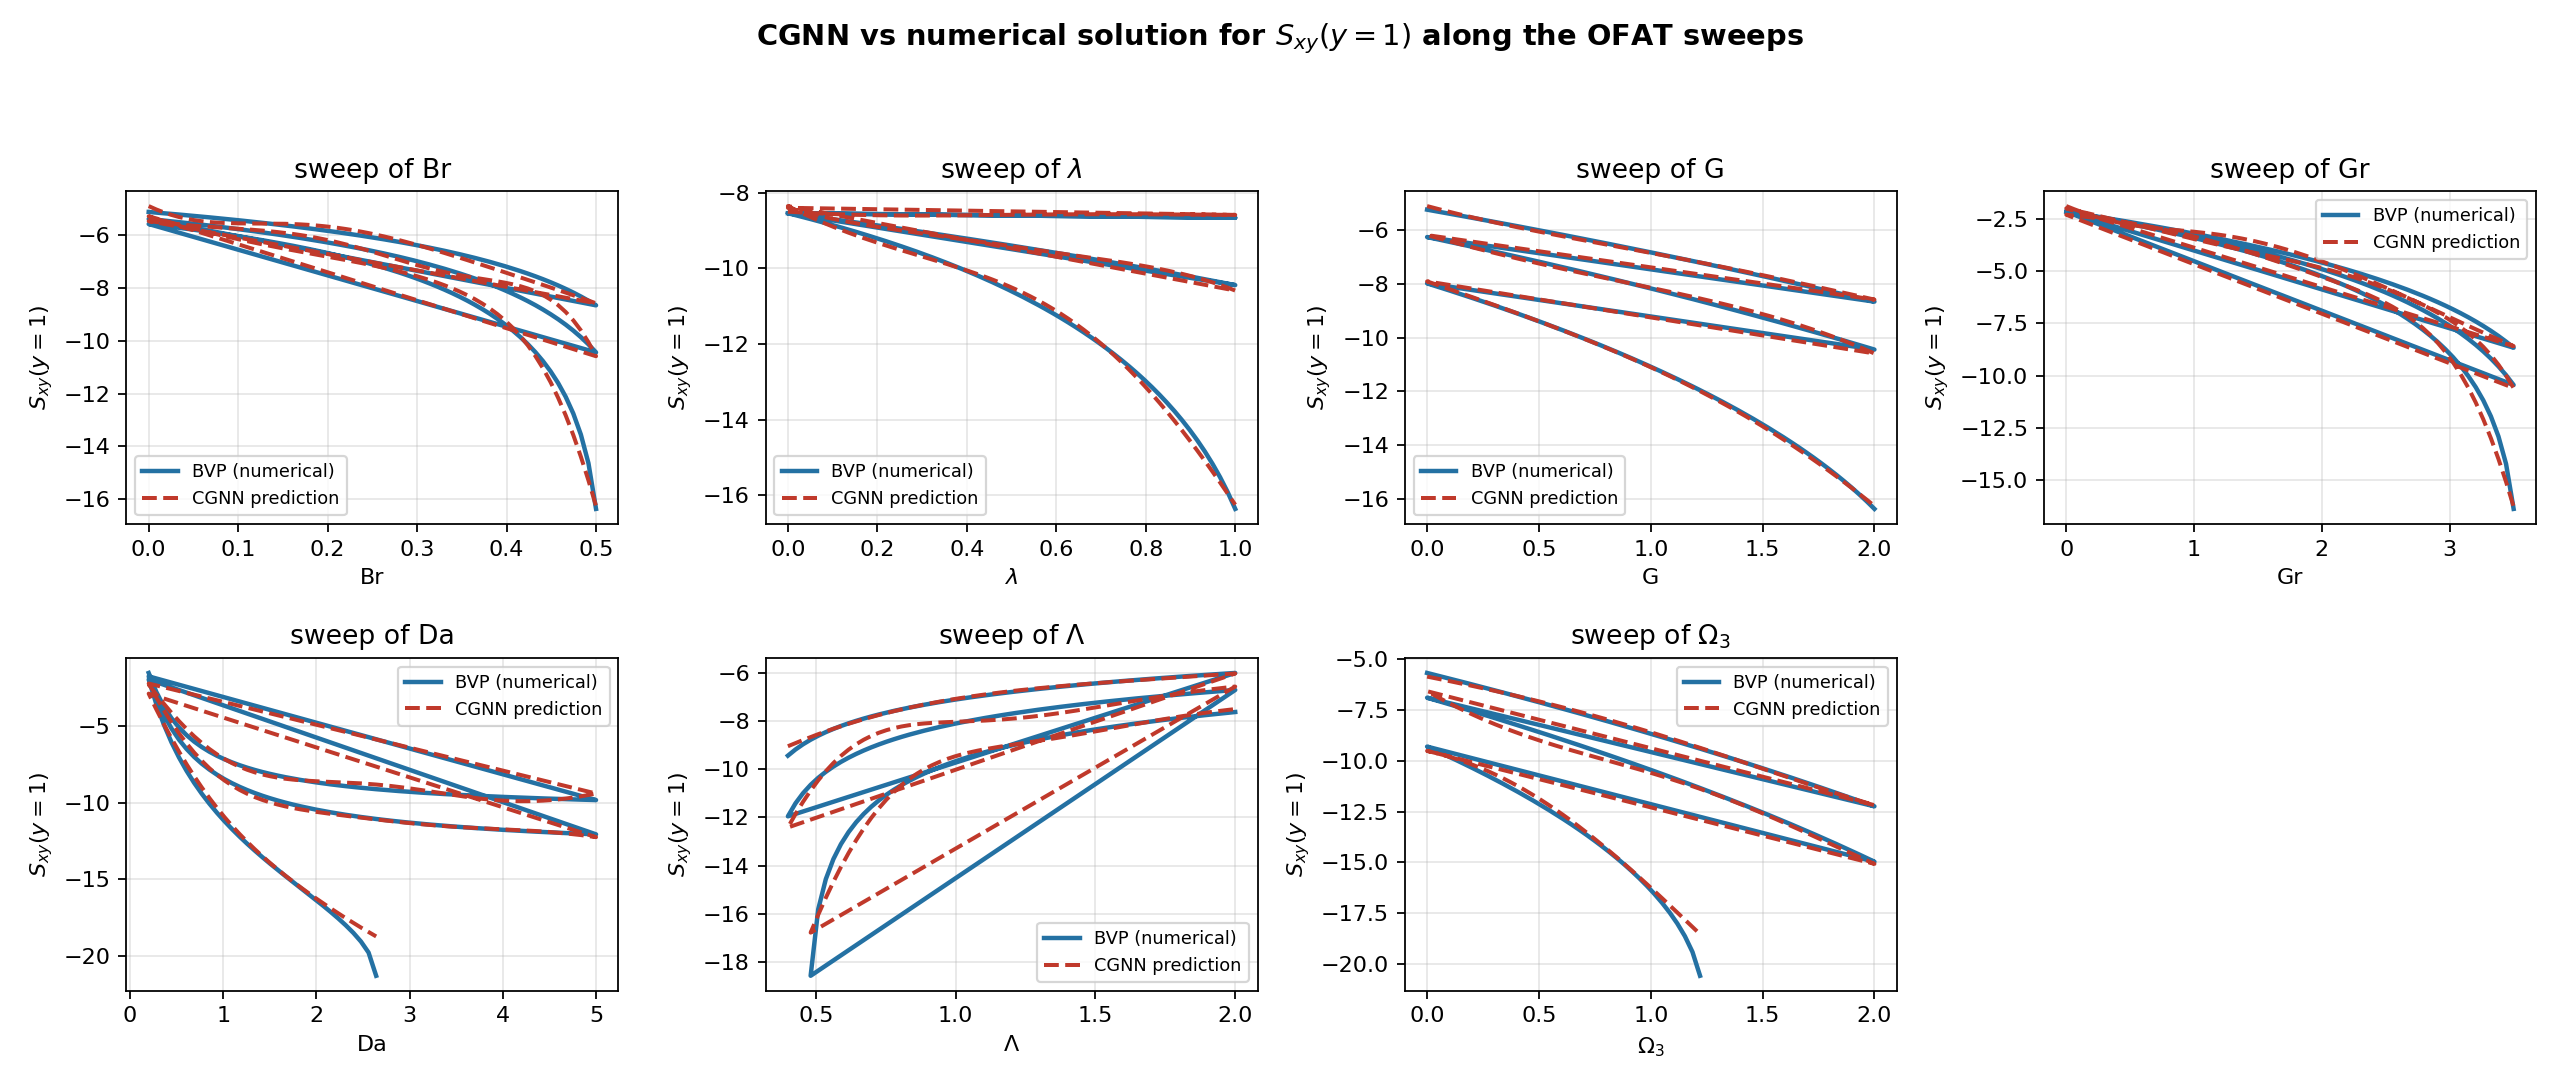 CGNN vs numerical solution for Sxy(y = 1) along the OFAT sweeps
sweep of Br
Sxy(y = 1)
−6
−8
−10
−12
−14
−16
BVP (numerical)
CGNN prediction
0.0 0.1 0.2 0.3 0.4 0.5
Br
sweep of λ
Sxy(y = 1)
−8
−10
−12
−14
−16
BVP (numerical)
CGNN prediction
0.0 0.2 0.4 0.6 0.8 1.0
λ
sweep of G
Sxy(y = 1)
−6
−8
−10
−12
−14
−16
BVP (numerical)
CGNN prediction
0.0 0.5 1.0 1.5 2.0
G
sweep of Gr
Sxy(y = 1)
−2.5
−5.0
−7.5
−10.0
−12.5
−15.0
BVP (numerical)
CGNN prediction
0 1 2 3
Gr
sweep of Da
Sxy(y = 1)
−5
−10
−15
−20
BVP (numerical)
CGNN prediction
0 1 2 3 4 5
Da
sweep of Λ
Sxy(y = 1)
−6
−8
−10
−12
−14
−16
−18
BVP (numerical)
CGNN prediction
0.5 1.0 1.5 2.0
Λ
sweep of Ω3
Sxy(y = 1)
−5.0
−7.5
−10.0
−12.5
−15.0
−17.5
−20.0
BVP (numerical)
CGNN prediction
0.0 0.5 1.0 1.5 2.0
Ω3